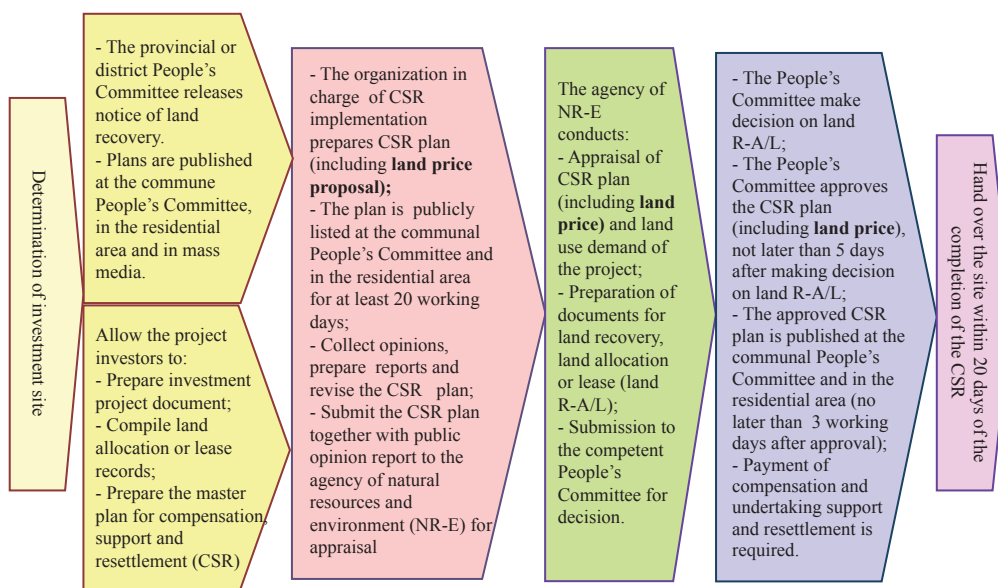 Determination of investment site
- The provincial or
district People’s
Committee releases
notice of land
recovery.
- Plans are published
at the commune
People’s Committee,
in the residential
area and in mass
media.
Allow the project
investors to:
- Prepare investment
project document;
- Compile land
allocation or lease
records;
- Prepare the master
plan for compensation,
support and
resettlement (CSR)
- The organization in
charge of CSR
implementation
prepares CSR plan
(including land price
proposal);
- The plan is publicly
listed at the communal
People’s Committee and
in the residential area
for at least 20 working
days;
- Collect opinions,
prepare reports and
revise the CSR plan;
- Submit the CSR plan
together with public
opinion report to the
agency of natural
resources and
environment (NR-E) for
appraisal
The agency of
NR-E
conducts:
- Appraisal of
CSR plan
(including land
price) and land
use demand of
the project;
- Preparation of
documents for
land recovery,
land allocation
or lease (land
R-A/L);
- Submission to
the competent
People’s
Committee for
decision.
- The People’s
Committee make
decision on land
R-A/L;
- The People’s
Committee approves
the CSR plan
(including land price),
not later than 5 days
after making decision
on land R-A/L;
- The approved CSR
plan is published at the
communal People’s
Committee and in the
residential area (no
later than 3 working
days after approval);
- Payment of
compensation and
undertaking support
and resettlement is
required.
Hand over the site within 20 days of the
completion of the CSR